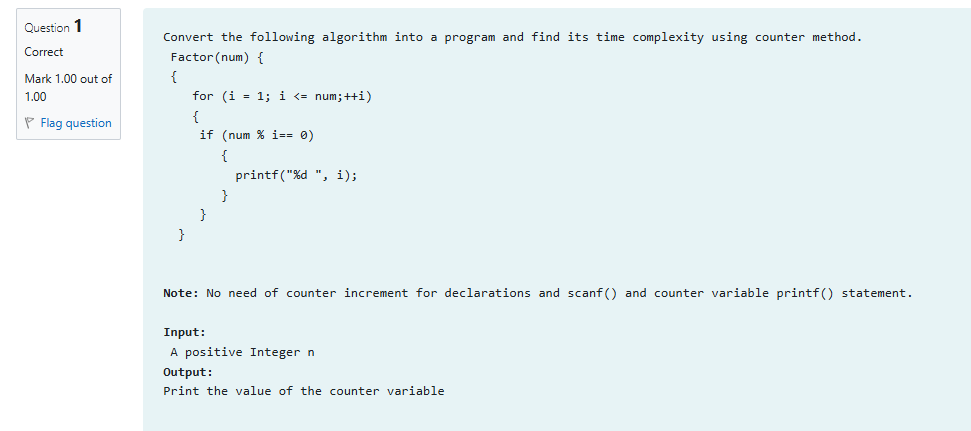 Question 1
Correct
Mark 1.00 out of
1.00
Flag question
Convert the following algorithm into a program and find its time complexity using counter method.
Factor(num) {
{
for (i = 1; i <= num;++i)
{
if (num % i== 0)
{
printf("%d ", i);
}
}
}
Note: No need of counter increment for declarations and scanf() and counter variable printf() statement.
Input:
A positive Integer n
Output:
Print the value of the counter variable